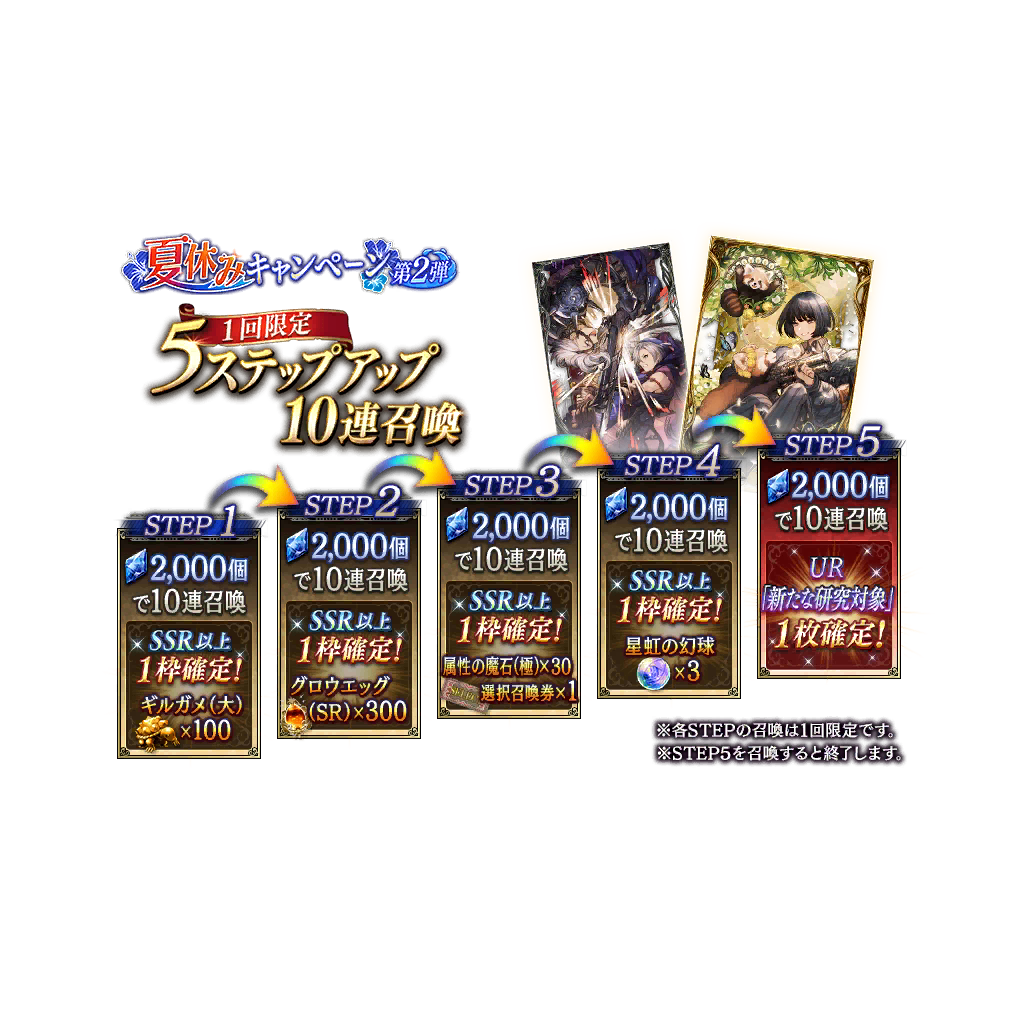 夏休みキャンペーン第2弾
1回限定
5ステップアップ
10連召喚
STEP 1
2,000個
で10連召喚
SSR以上
1枠確定!
ギルガメ(大)
×100
STEP 2
2,000個
で10連召喚
SSR以上
1枠確定!
グロウエッグ
(SR)×300
STEP 3
2,000個
で10連召喚
SSR以上
1枠確定!
属性の魔石(極)×30
選択召喚券×1
STEP 4
2,000個
で10連召喚
SSR以上
1枠確定!
星虹の幻球
×3
STEP 5
2,000個
で10連召喚
UR
「新たな研究対象」
1枚確定!
※各STEPの召喚は1回限定です。
※STEP5を召喚すると終了します。